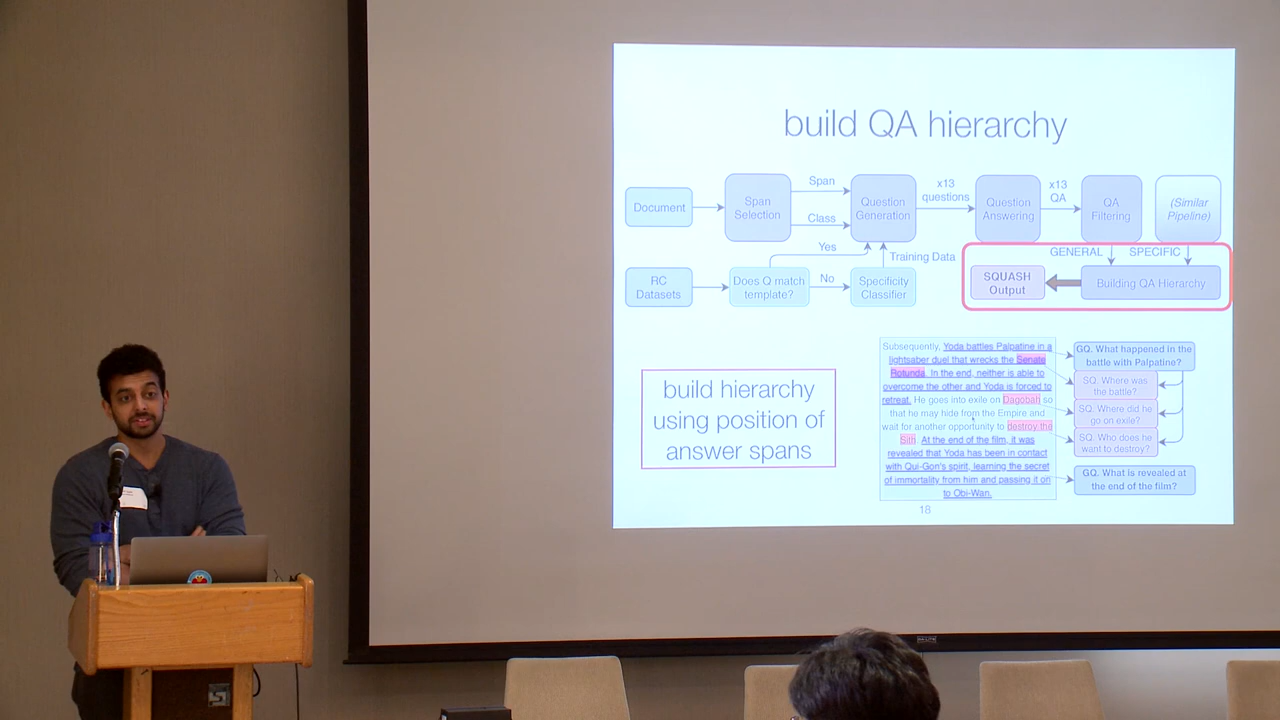 build QA hierarchy
Document
Span
Selection
Span
Class
Question
Generation
x13
questions
Question
Answering
x13
QA
QA
Filtering
(Similar
Pipeline)
Yes
Training Data
GENERAL
SPECIFIC
RC
Datasets
Does Q match
template?
No
Specificity
Classifier
SQUASH
Output
Building QA Hierarchy
build hierarchy
using position of
answer spans
Subsequently, Yoda battles Palpatine in a
lightsaber duel that wrecks the Senate
Rotunda. In the end, neither is able to
overcome the other and Yoda is forced to
retreat. He goes into exile on Dagobah so
that he may hide from the Empire and
wait for another opportunity to destroy the
Sith. At the end of the film, it was
revealed that Yoda has been in contact
with Qui-Gon's spirit, learning the secret
of immortality from him and passing it on
to Obi-Wan.
GQ. What happened in the
battle with Palpatine?
SQ. Where was
the battle?
SQ. Where did he
go on exile?
SQ. Who does he
want to destroy?
GQ. What is revealed at
the end of the film?
18